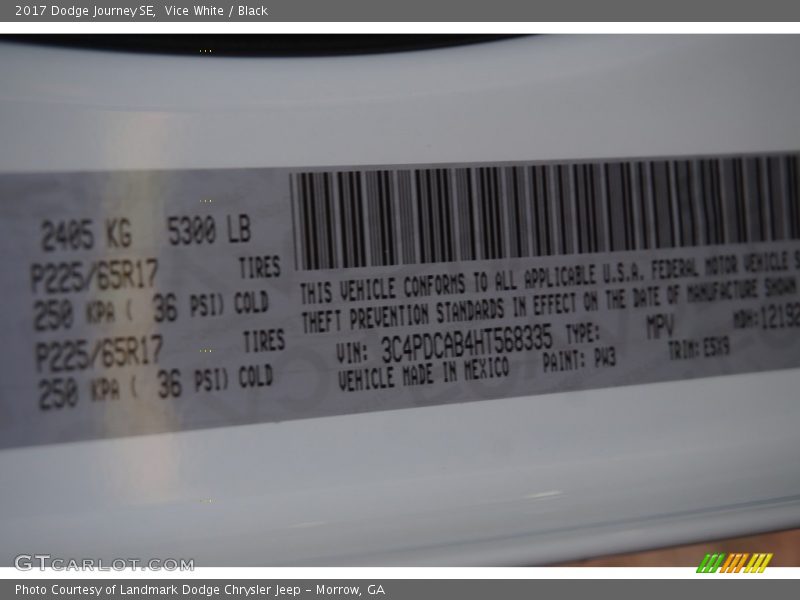 2017 Dodge Journey SE, Vice White / Black
2405 KG 5300 LB
P225/65R17 TIRES
250 KPA ( 36 PSI) COLD
P225/65R17 TIRES
250 KPA ( 36 PSI) COLD
THIS VEHICLE CONFORMS TO ALL APPLICABLE U.S.A. FEDERAL MOTOR VEHICLE S
THEFT PREVENTION STANDARDS IN EFFECT ON THE DATE OF MANUFACTURE SHOWN
VIN: 3C4PDCAB4HT568335 TYPE: MPV MDH:12192
VEHICLE MADE IN MEXICO PAINT: PW3 TRIM:
GTCARLOT.COM
Photo Courtesy of Landmark Dodge Chrysler Jeep – Morrow, GA